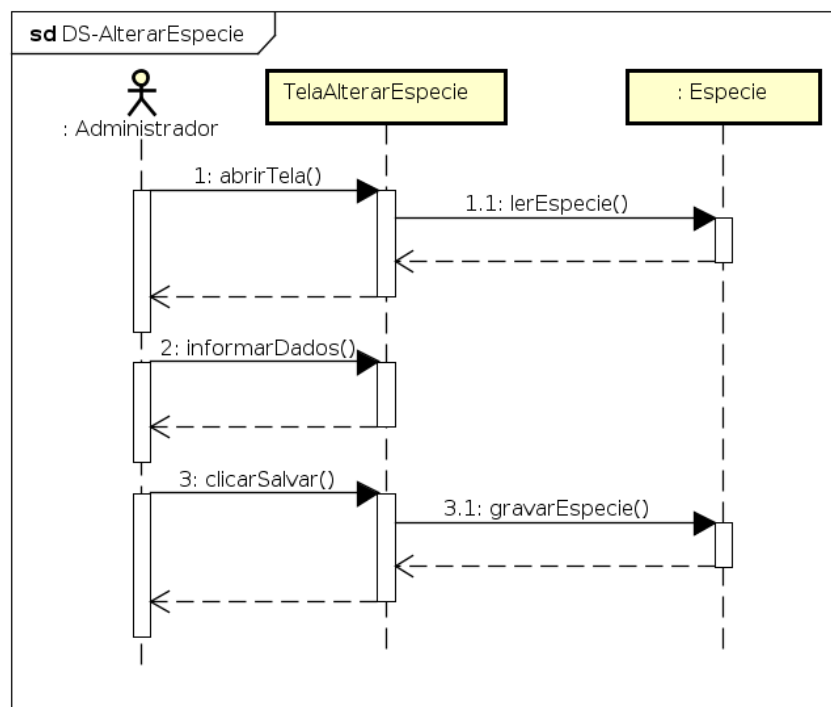 sd DS-AlterarEspecie
: Administrador
TelaAlterarEspecie
: Especie
1: abrirTela()
1.1: lerEspecie()
2: informarDados()
3: clicarSalvar()
3.1: gravarEspecie()